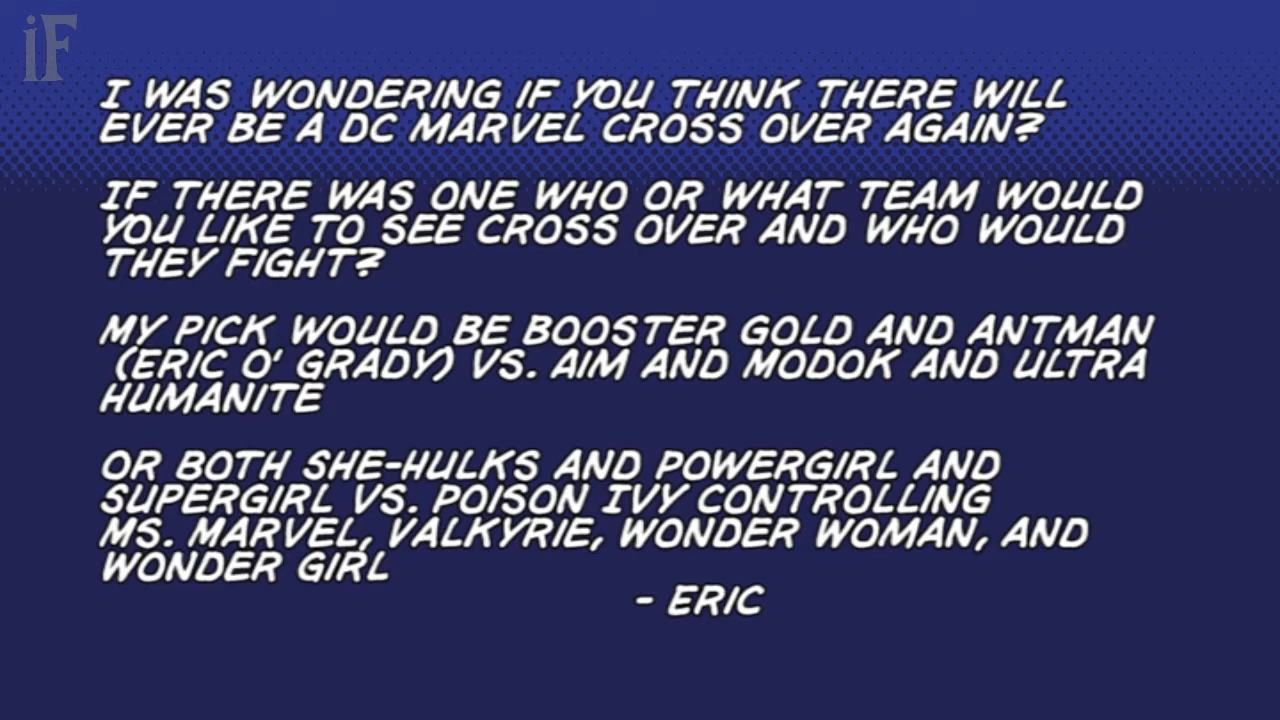 iF
I WAS WONDERING IF YOU THINK THERE WILL
EVER BE A DC MARVEL CROSS OVER AGAIN?
IF THERE WAS ONE WHO OR WHAT TEAM WOULD
YOU LIKE TO SEE CROSS OVER AND WHO WOULD
THEY FIGHT?
MY PICK WOULD BE BOOSTER GOLD AND ANTMAN
(ERIC O' GRADY) VS. AIM AND MODOK AND ULTRA
HUMANITE
OR BOTH SHE-HULKS AND POWERGIRL AND
SUPERGIRL VS. POISON IVY CONTROLLING
MS. MARVEL, VALKYRIE, WONDER WOMAN, AND
WONDER GIRL
- ERIC